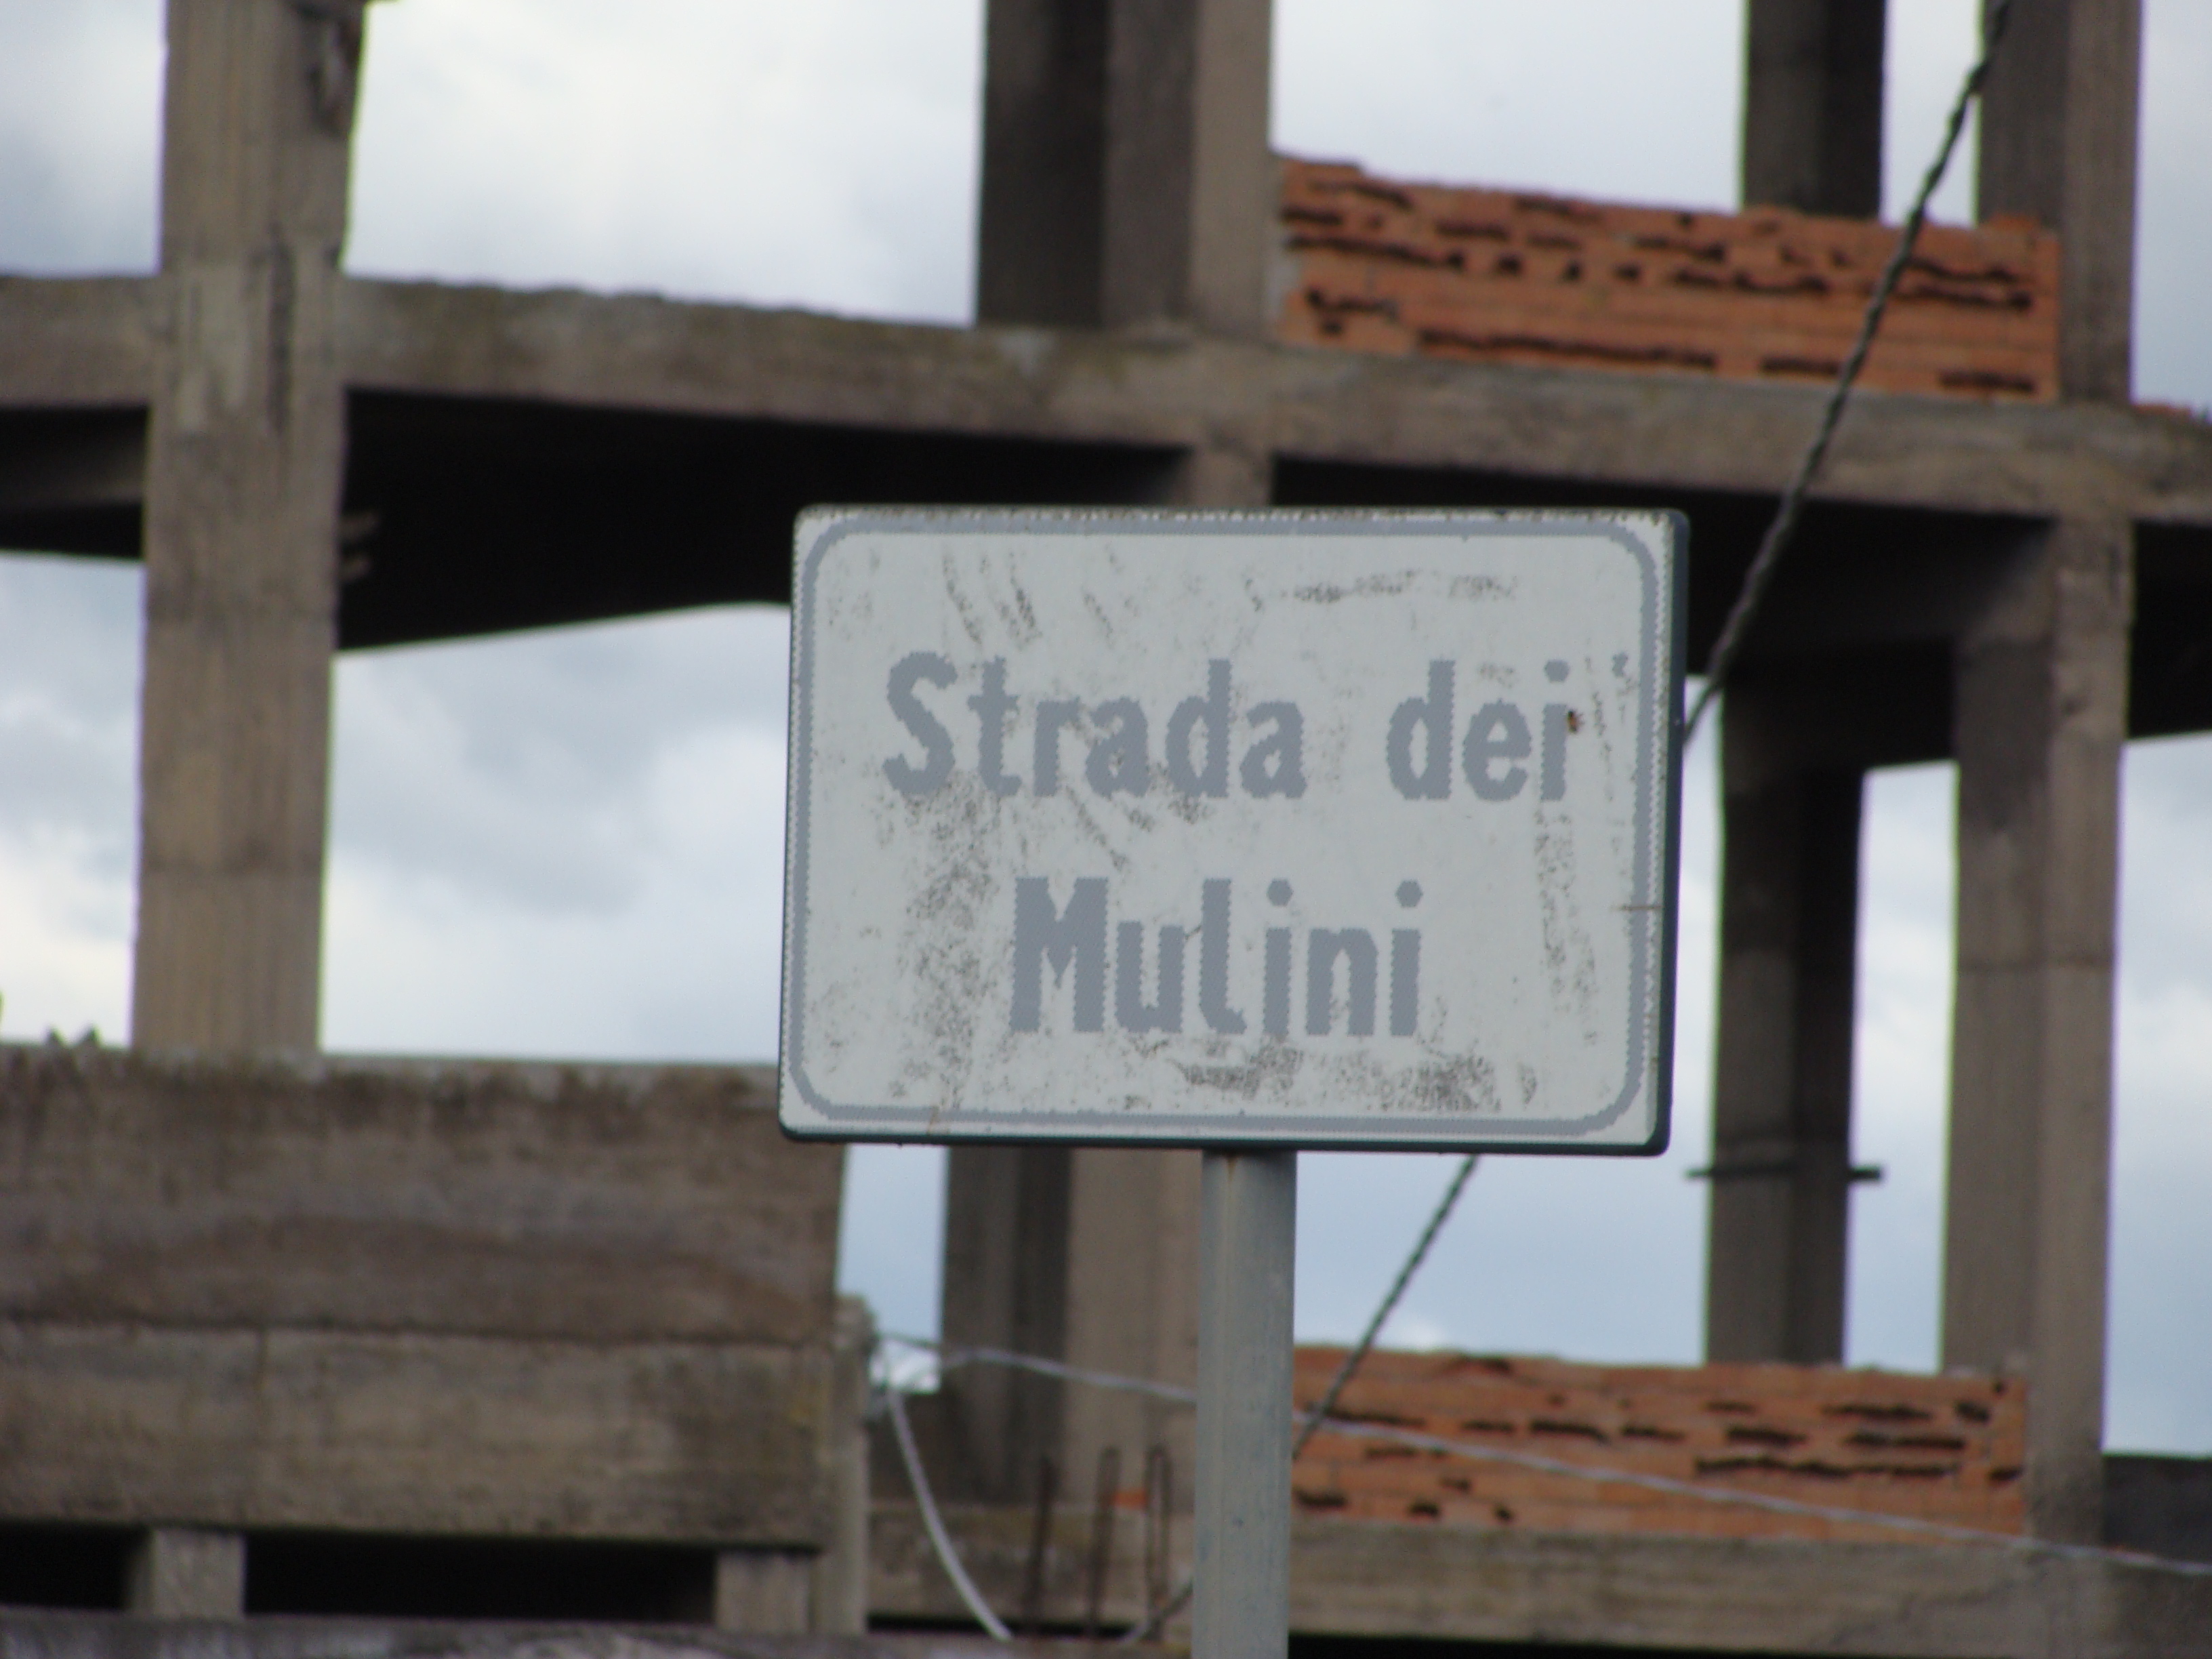 Strada dei
Mulini